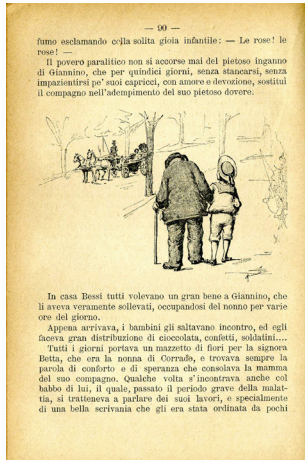 — 90 —
fumo esclamando colla solita gioia infantile: — Le rose! le
rose! —
Il povero paralitico non si accorse mai del pietoso inganno
di Giannino, che per quindici giorni, senza stancarsi, senza
impazientirsi pe' suoi capricci, con amore e devozione, sostituì
il compagno nell'adempimento del suo pietoso dovere.
In casa Bessi tutti volevano un gran bene a Giannino, che
li aveva veramente sollevati, occupandosi del nonno per varie
ore del giorno.
Appena arrivava, i bambini gli saltavano incontro, ed egli
faceva gran distribuzione di cioccolata, confetti, soldatini....
Tutti i giorni portava un mazzetto di fiori per la signora
Betta, che era la nonna di Corrado, e trovava sempre la
parola di conforto e di speranza che consolava la mamma
del suo compagno. Qualche volta s'incontrava anche col
babbo di lui, il quale, passato il periodo grave della malat-
tia, si tratteneva a parlare dei suoi lavori, e specialmente
di una bella scrivania che gli era stata ordinata da pochi